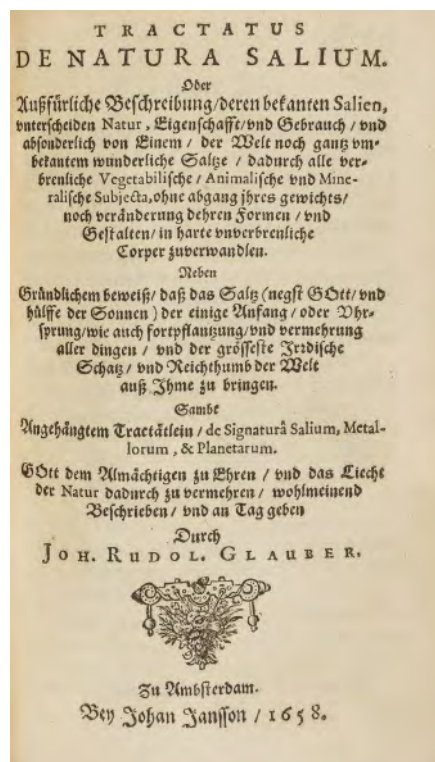 TRACTATUS
DE NATURA SALIUM.
Oder
Außfürliche Beschreibung/deren bekanten Salien,
vnterscheiden Natur, Eigenschafft/vnd Gebrauch / vnd
absonderlich von Einem / der Welt noch gantz vm-
bekantem wunderliche Saltze / dadurch alle ver-
brenliche Vegetabilische / Animalische vnd Mine-
ralische Subjecta, ohne abgang jhres gewichts/
noch veränderung dehren Formen / vnd
Gestalten/ in harte vnverbrenliche
Corper zuverwandlen.
Neben
Gründlichem beweiß/ daß das Saltz (negst GOtt/ vnd
hülffe der Sonnen) der einige Anfang / oder Vhr-
sprung/wie auch fortpflantzung/vnd vermehrung
aller dingen / vnd der grösseste Irrdische
Schatz / vnd Reichthumb der Welt
auß Ihme zu bringen.
Sambt
Angehängtem Tractätlein / de Signaturâ Salium, Metal-
lorum, & Planetarum.
GOtt dem Almächtigen zu Ehren / vnd das Liecht
der Natur dadurch zu vermehren / wohlmeinend
Beschrieben / vnd an Tag geben
Durch
JOH. RUDOL. GLAUBER.
Zu Ambsterdam.
Bey Johan Jansson / 1658.